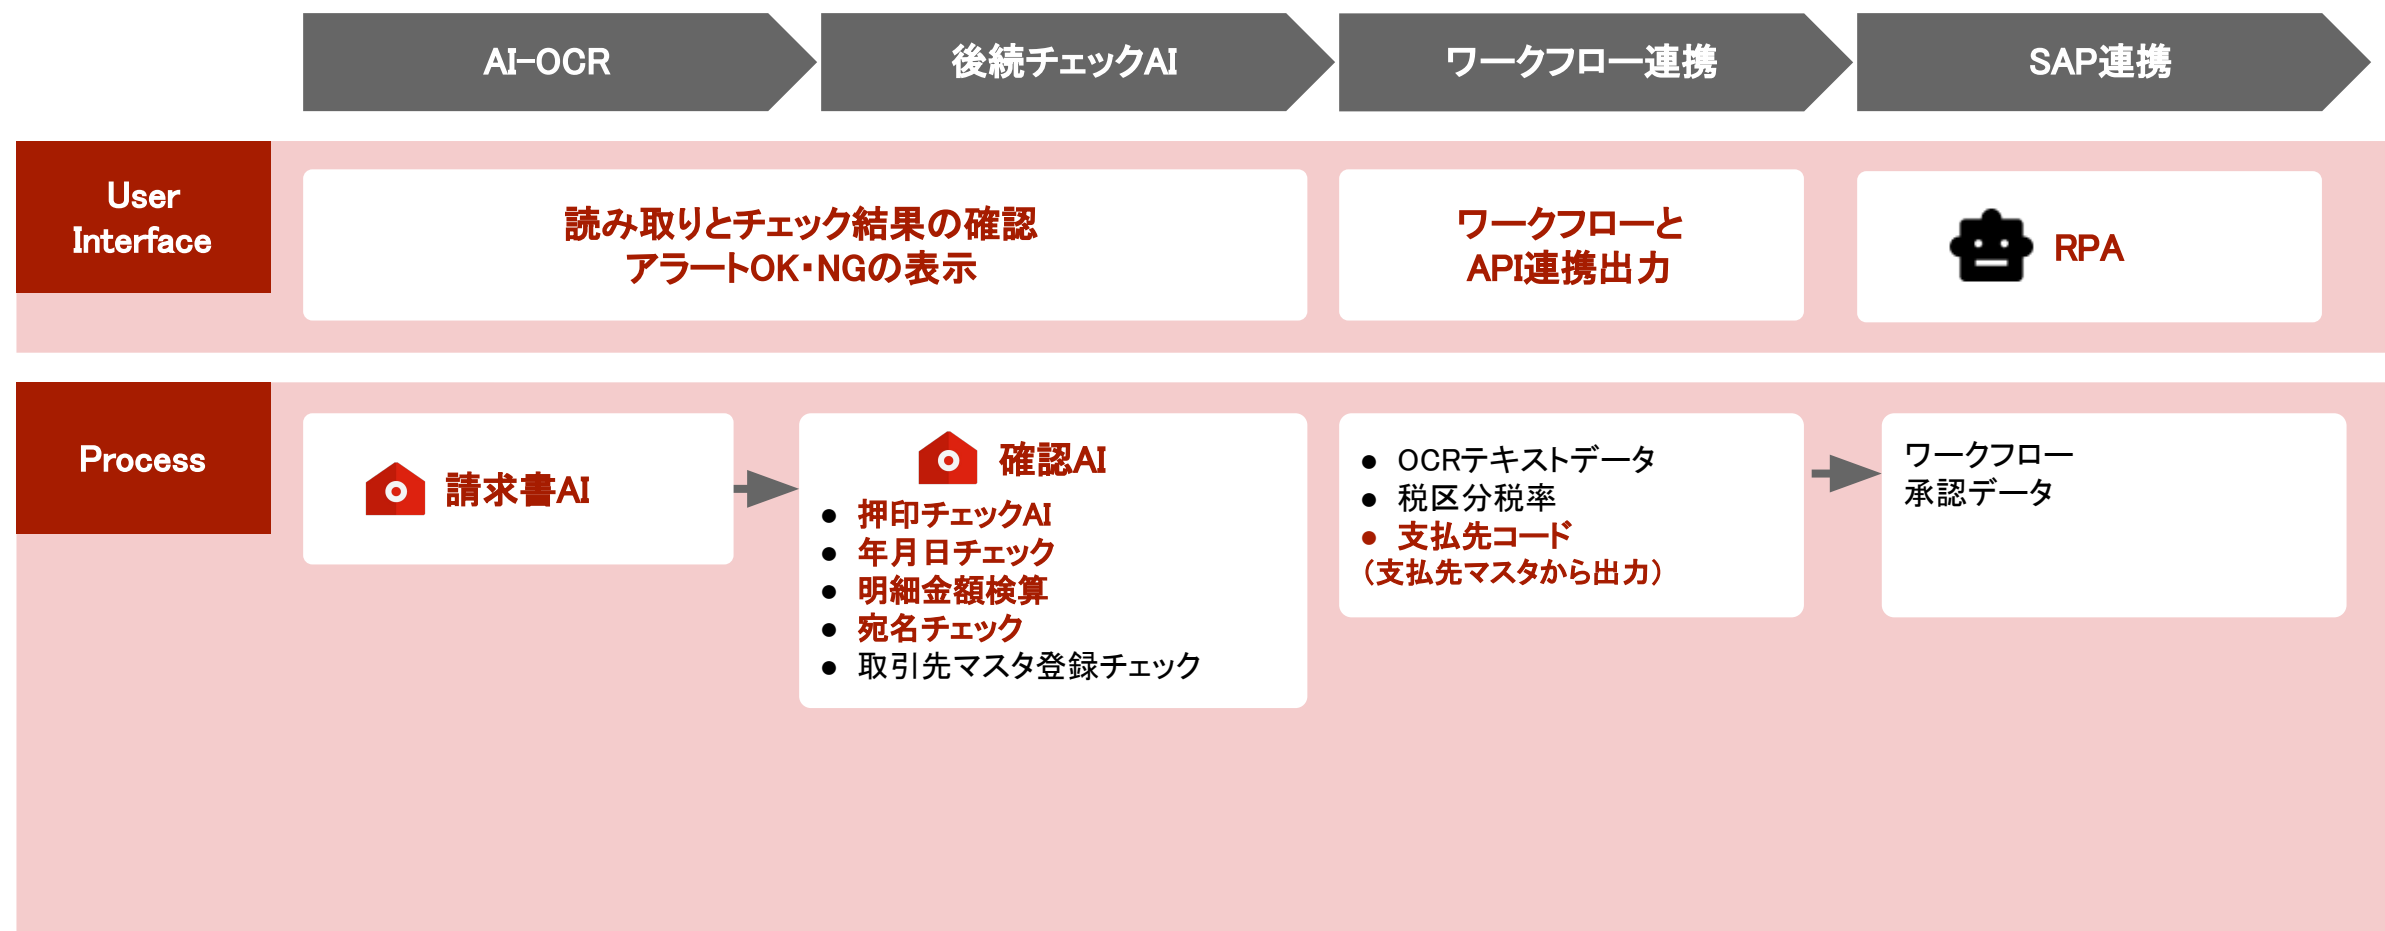 AI-OCR
後続チェックAI
ワークフロー連携
SAP連携
User
Interface
読み取りとチェック結果の確認
アラートOK・NGの表示
ワークフローと
API連携出力
RPA
Process
請求書AI
確認AI
● 押印チェックAI
● 年月日チェック
● 明細金額検算
● 宛名チェック
● 取引先マスタ登録チェック
● OCRテキストデータ
● 税区分税率
● 支払先コード
（支払先マスタから出力）
ワークフロー
承認データ